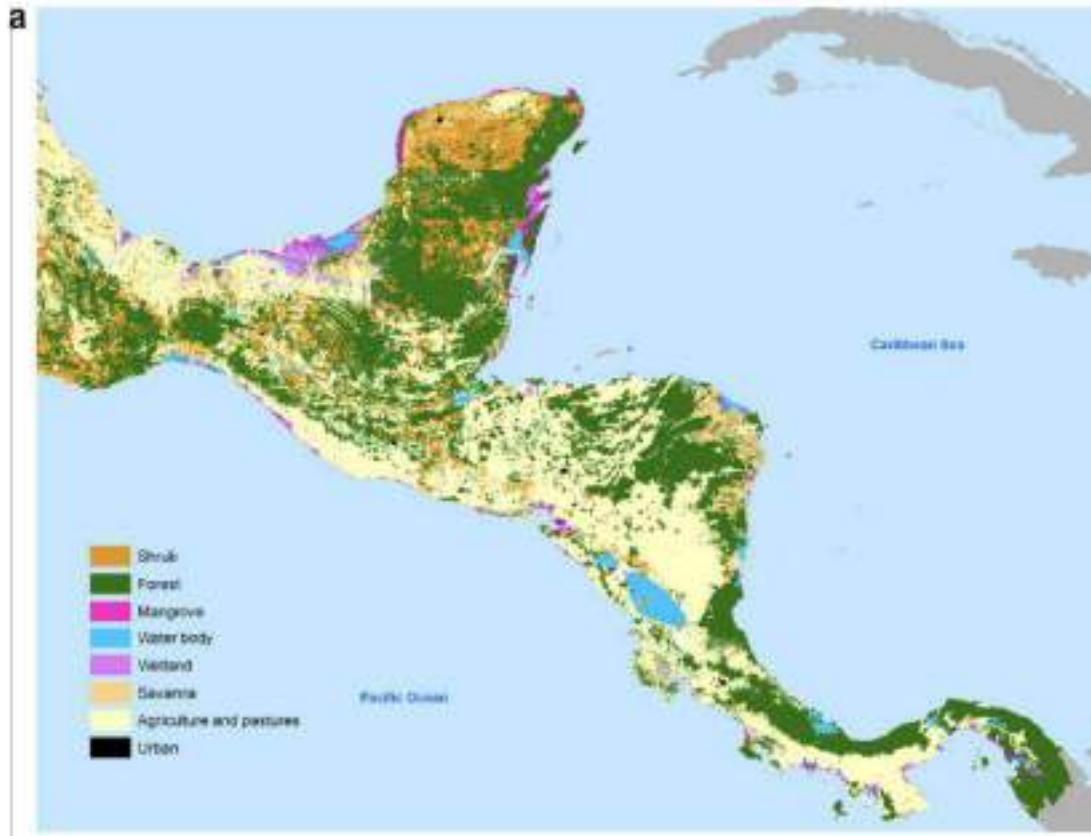 a
Caribbean Sea
Shrub
Forest
Mangrove
Water body
Wetland
Savanna
Agriculture and pastures
Urban
Pacific Ocean